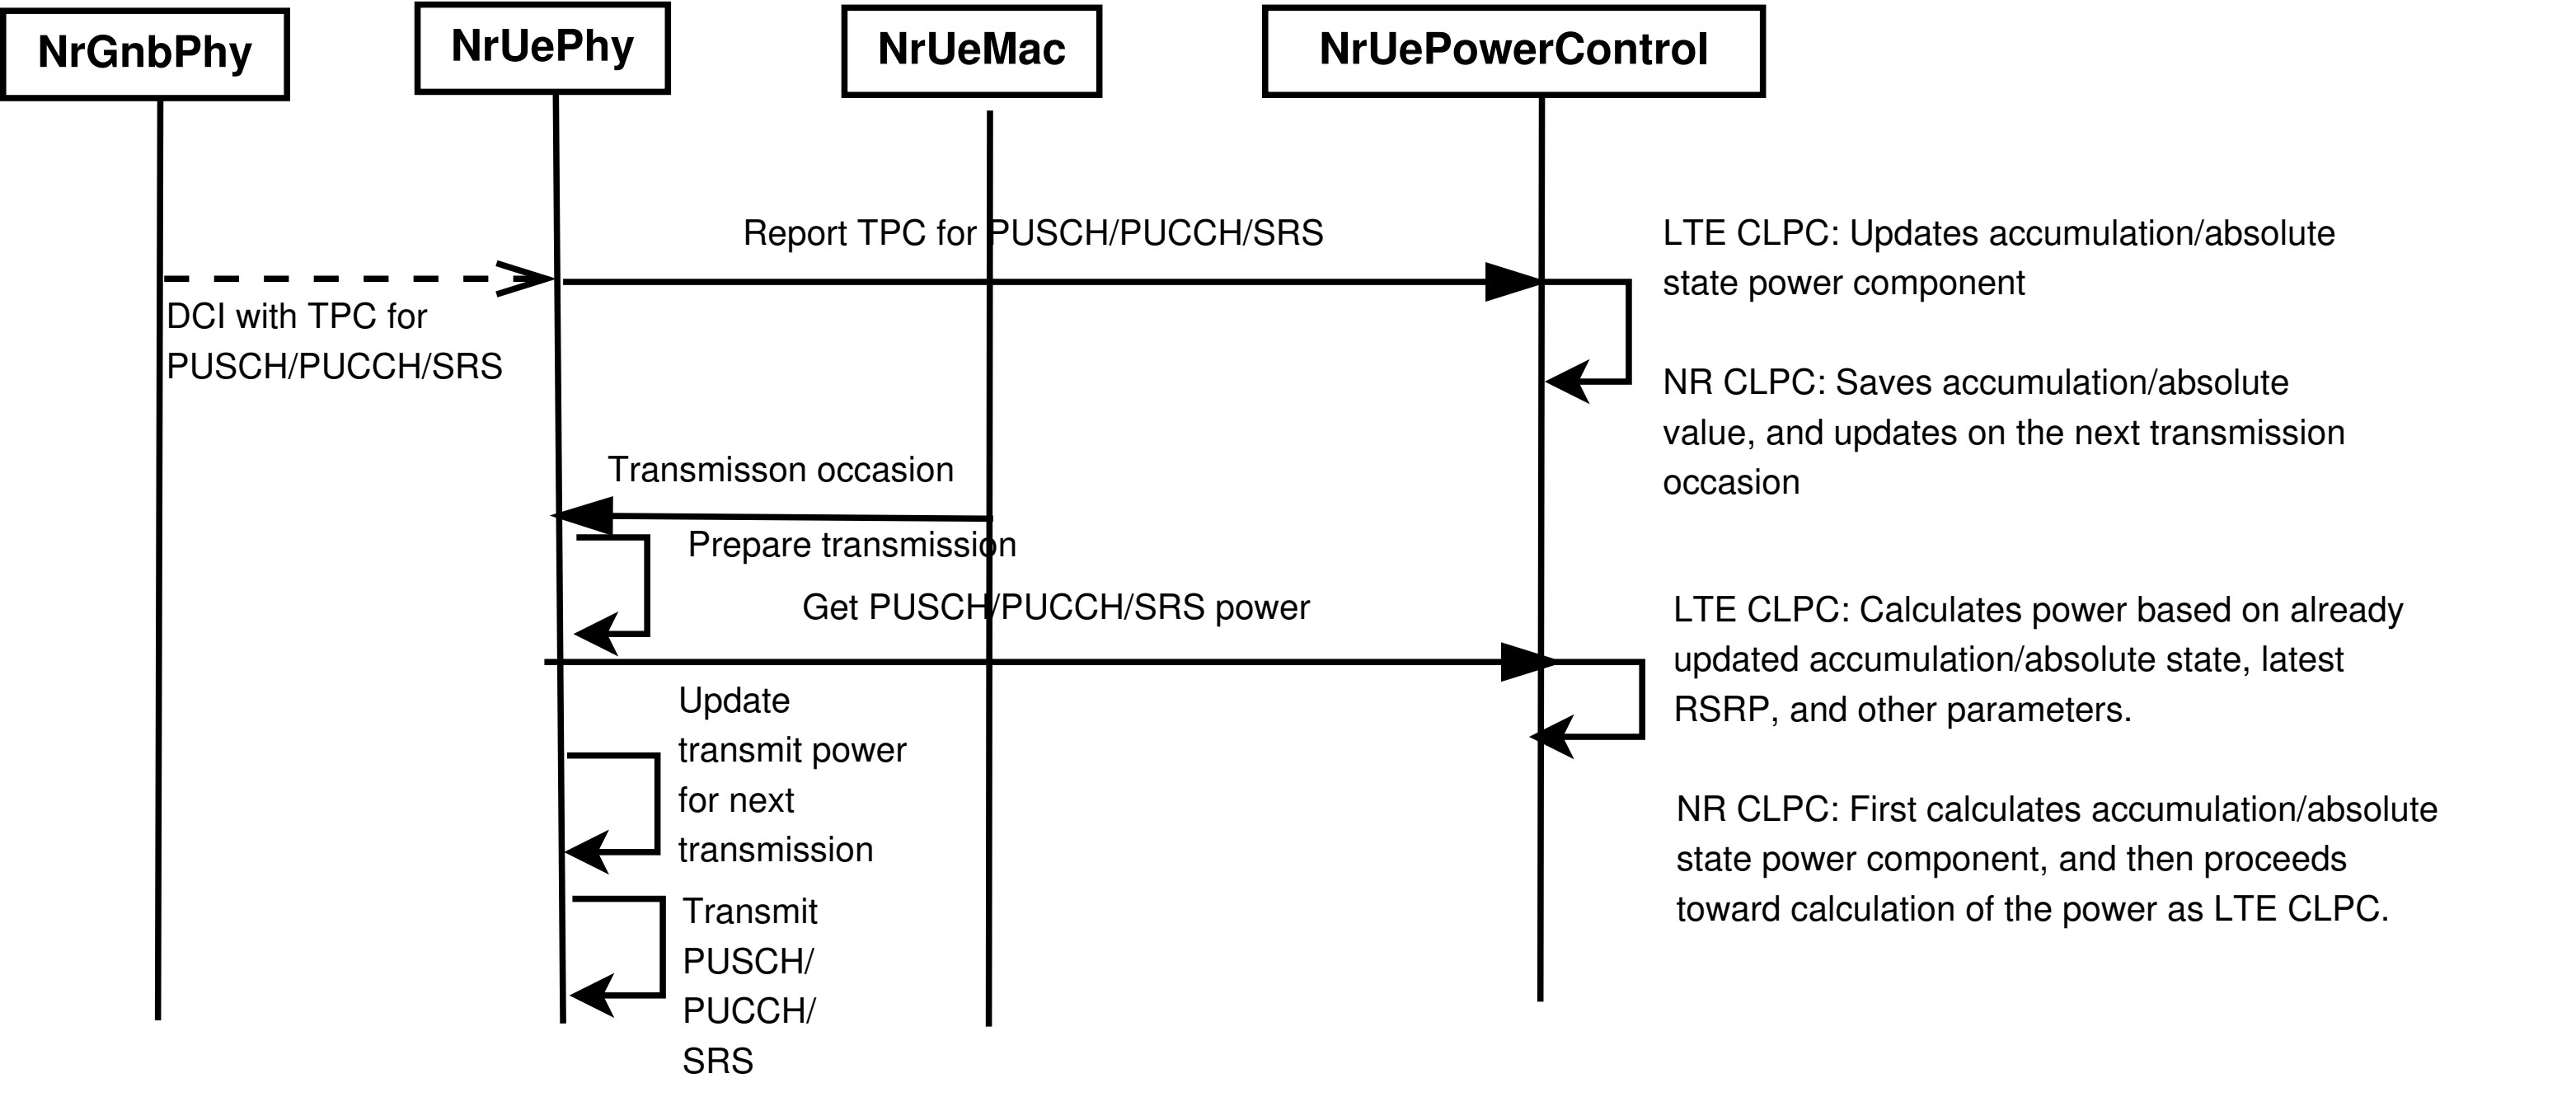 NrGnbPhy
NrUePhy
NrUeMac
NrUePowerControl
Report TPC for PUSCH/PUCCH/SRS
DCI with TPC for
PUSCH/PUCCH/SRS
LTE CLPC: Updates accumulation/absolute
state power component
NR CLPC: Saves accumulation/absolute
value, and updates on the next transmission
occasion
Transmisson occasion
Prepare transmission
Get PUSCH/PUCCH/SRS power
LTE CLPC: Calculates power based on already
updated accumulation/absolute state, latest
RSRP, and other parameters.
Update
transmit power
for next
transmission
NR CLPC: First calculates accumulation/absolute
state power component, and then proceeds
toward calculation of the power as LTE CLPC.
Transmit
PUSCH/
PUCCH/
SRS